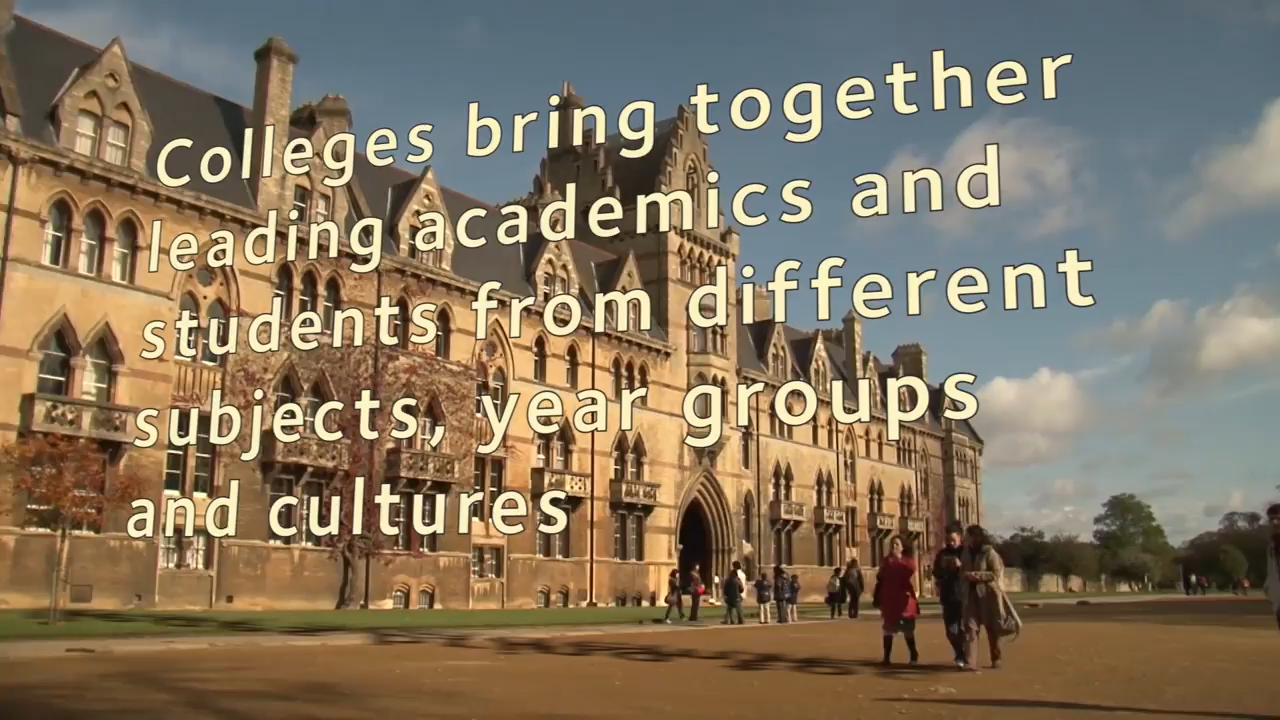 Colleges bring together
leading academics and
students from different
subjects, year groups
and cultures